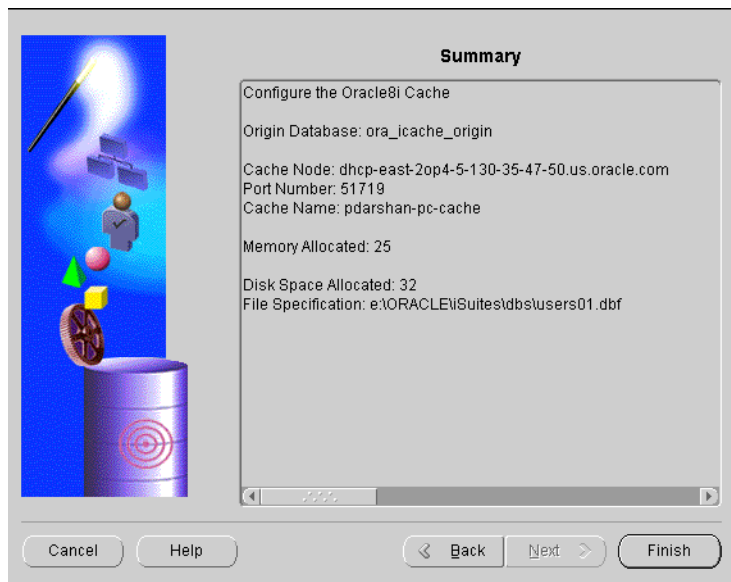 Summary
Configure the Oracle8i Cache
Origin Database: ora_icache_origin
Cache Node: dhcp-east-2op4-5-130-35-47-50.us.oracle.com
Port Number: 51719
Cache Name: pdarshan-pc-cache
Memory Allocated: 25
Disk Space Allocated: 32
File Specification: e:\ORACLE\iSuites\dbs\users01.dbf
Cancel Help Back Next Finish